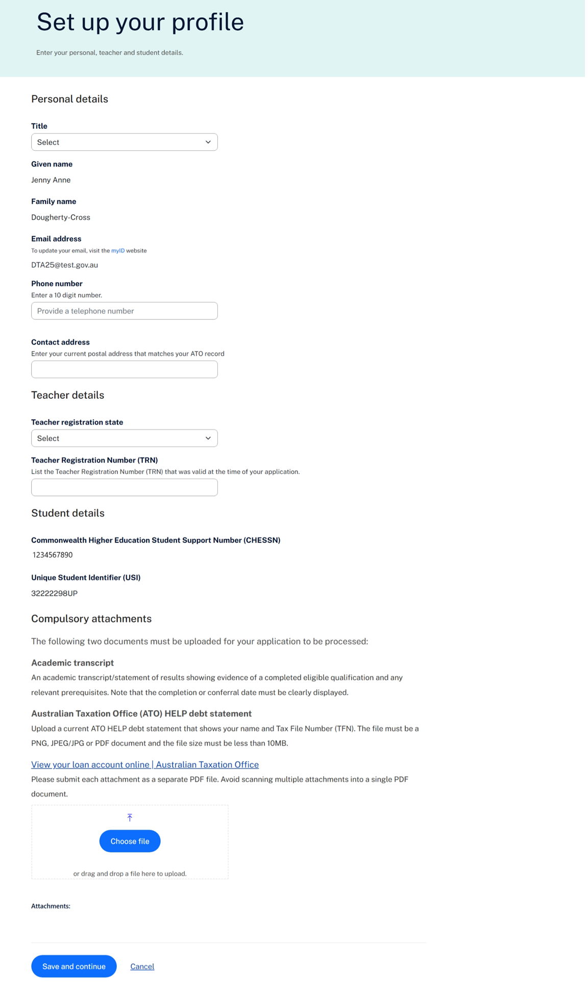 Set up your profile
Enter your personal, teacher and student details.
Personal details
Title
Select
Given name
Jenny Anne
Family name
Dougherty-Cross
Email address
To update your email, visit the myID website
DTA25@test.gov.au
Phone number
Enter a 10 digit number.
Provide a telephone number
Contact address
Enter your current postal address that matches your ATO record
Teacher details
Teacher registration state
Select
Teacher Registration Number (TRN)
List the Teacher Registration Number (TRN) that was valid at the time of your application.
Student details
Commonwealth Higher Education Student Support Number (CHESSN)
1234567890
Unique Student Identifier (USI)
32222298UP
Compulsory attachments
The following two documents must be uploaded for your application to be processed:
Academic transcript
An academic transcript/statement of results showing evidence of a completed eligible qualification and any
relevant prerequisites. Note that the completion or conferral date must be clearly displayed.
Australian Taxation Office (ATO) HELP debt statement
Upload a current ATO HELP debt statement that shows your name and Tax File Number (TFN). The file must be a
PNG, JPEG/JPG or PDF document and the file size must be less than 10MB.
View your loan account online | Australian Taxation Office
Please submit each attachment as a separate PDF file. Avoid scanning multiple attachments into a single PDF
document.
Choose file
or drag and drop a file here to upload.
Attachments:
Save and continue Cancel